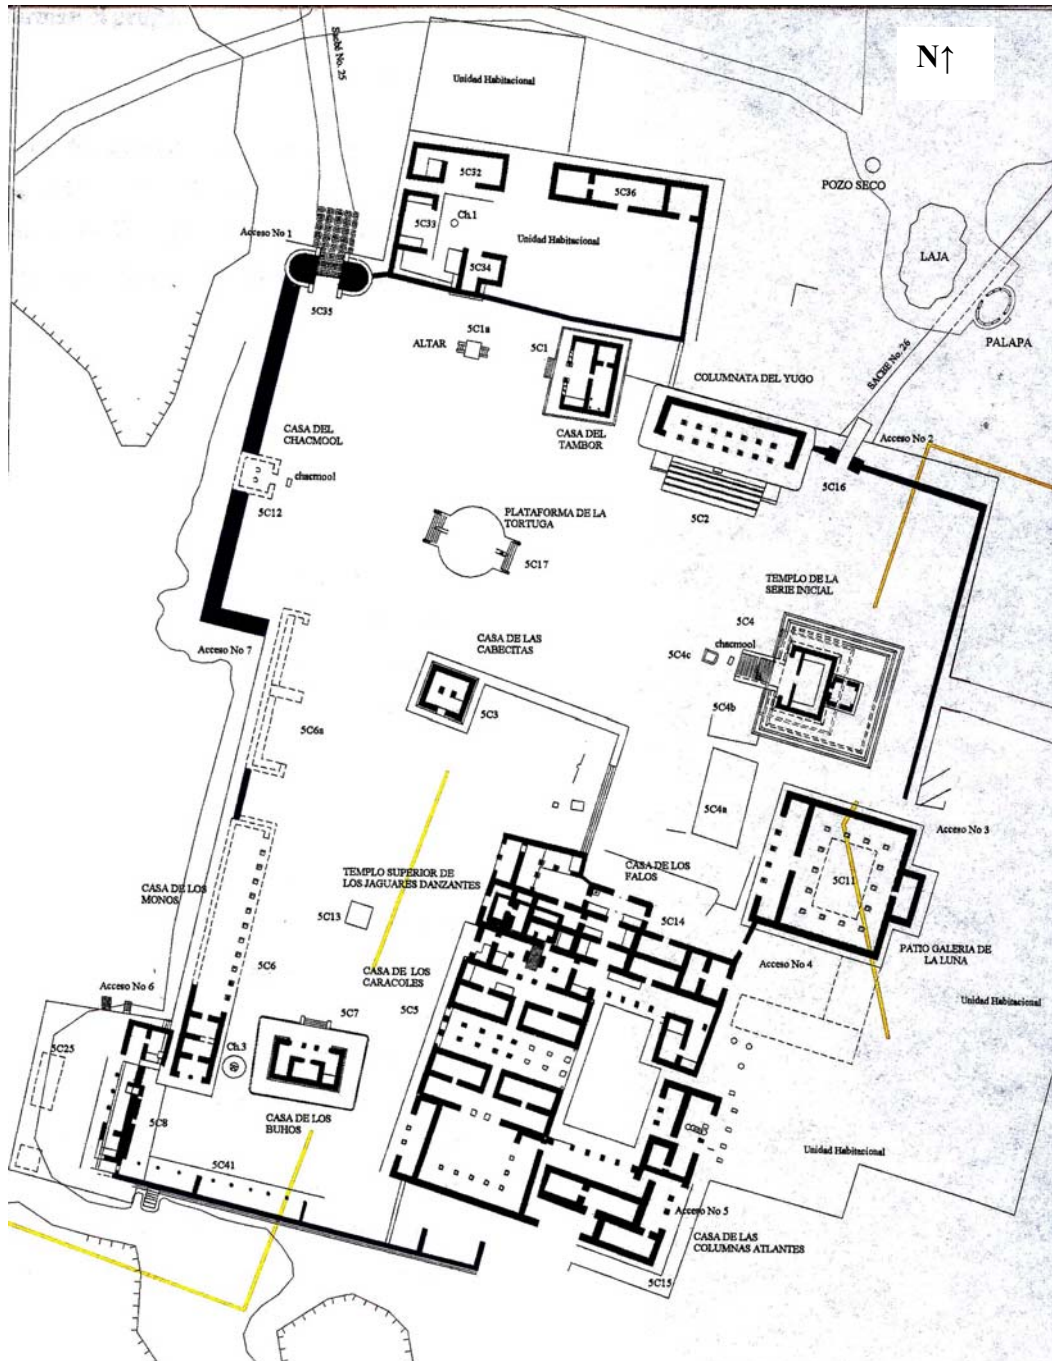 N↑
Sacbé No. 25
Unidad Habitacional
5C32
5C36
POZO SECO
5C33
Ch.1
Unidad Habitacional
Acceso No 1
5C34
LAJA
5C35
5C1a
ALTAR
5C1
PALAPA
SACBE No. 26
COLUMNATA DEL YUGO
CASA DEL
CHACMOOL
CASA DEL
TAMBOR
Acceso No 2
chacmool
5C16
5C12
5C2
PLATAFORMA DE LA
TORTUGA
5C17
TEMPLO DE LA
SERIE INICIAL
5C4
CASA DE LAS
CABECITAS
chacmool
Acceso No 7
5C4c
5C3
5C4b
5C6a
5C4a
Acceso No 3
TEMPLO SUPERIOR DE
LOS JAGUARES DANZANTES
CASA DE LOS
FALOS
5C11
CASA DE LOS
MONOS
5C13
5C14
PATIO GALERIA DE
LA LUNA
5C6
CASA DE LOS
CARACOLES
Acceso No 4
Acceso No 6
5C7
5C5
Unidad Habitacional
5C25
Ch.3
5C8
CASA DE LOS
BUHOS
Unidad Habitacional
5C41
Acceso No 5
CASA DE LAS
COLUMNAS ATLANTES
5C15